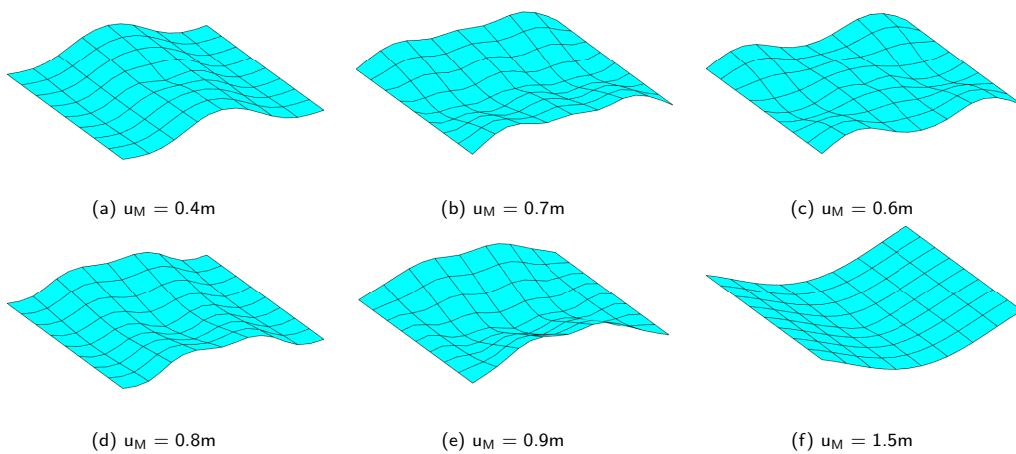 (a) u_M = 0.4m
(b) u_M = 0.7m
(c) u_M = 0.6m
(d) u_M = 0.8m
(e) u_M = 0.9m
(f) u_M = 1.5m